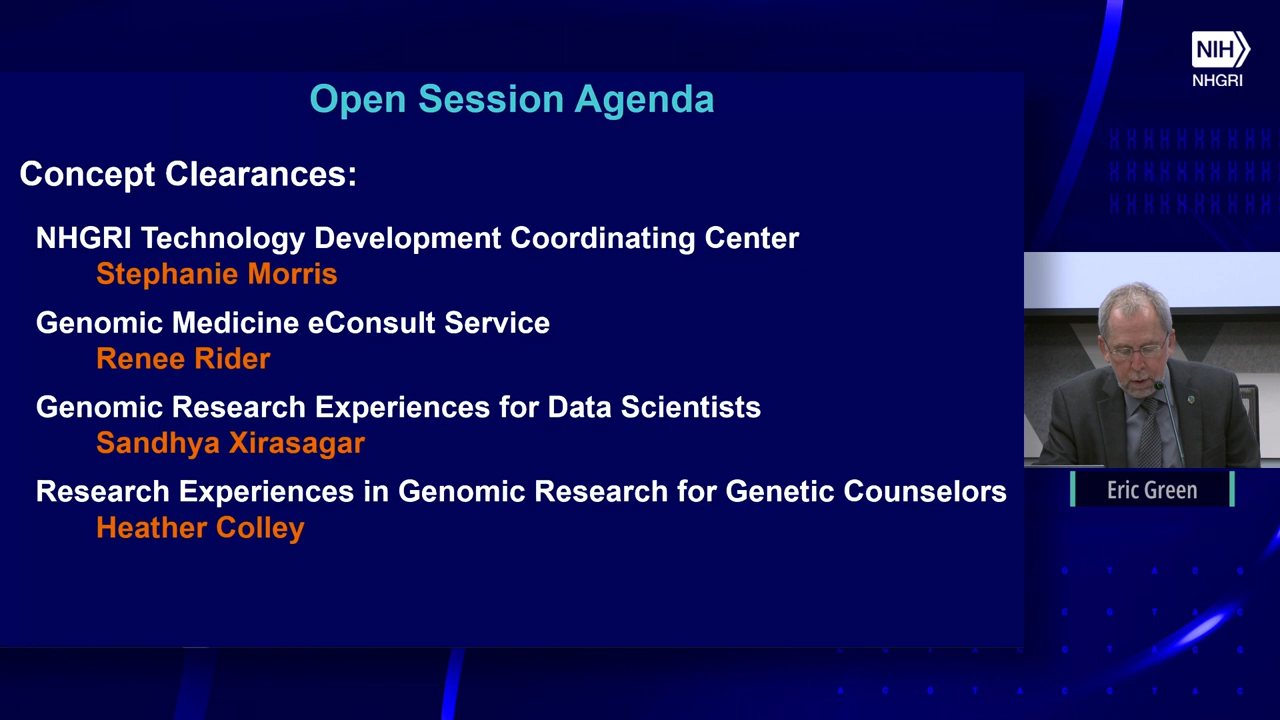 Open Session Agenda
Concept Clearances:
NHGRI Technology Development Coordinating Center
Stephanie Morris
Genomic Medicine eConsult Service
Renee Rider
Genomic Research Experiences for Data Scientists
Sandhya Xirasagar
Research Experiences in Genomic Research for Genetic Counselors
Heather Colley
NIH
NHGRI
Eric Green